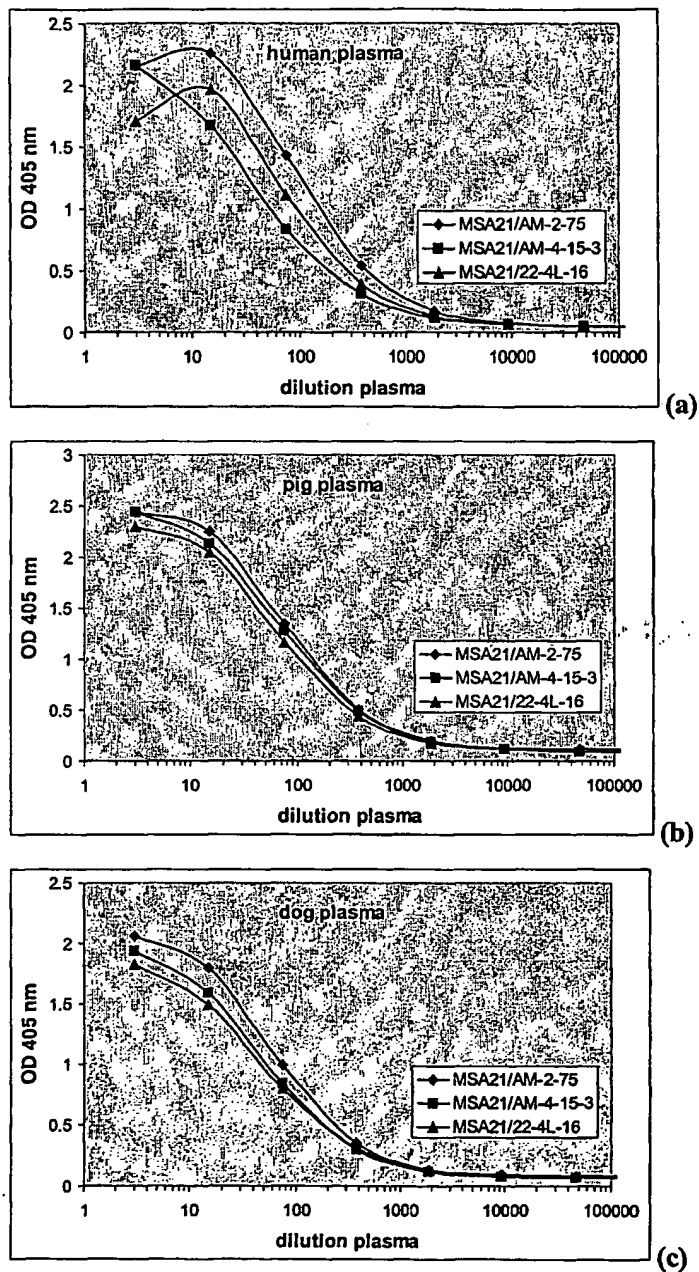 2.5
human plasma
2
1.5
OD 405 nm
1
0.5
0
MSA21/AM-2-75
MSA21/AM-4-15-3
MSA21/22-4L-16
1 10 100 1000 10000 100000
dilution plasma
(a)
3
pig plasma
2.5
2
OD 405 nm
1.5
1
0.5
0
MSA21/AM-2-75
MSA21/AM-4-15-3
MSA21/22-4L-16
1 10 100 1000 10000 100000
dilution plasma
(b)
2.5
dog plasma
2
1.5
OD 405 nm
1
0.5
0
MSA21/AM-2-75
MSA21/AM-4-15-3
MSA21/22-4L-16
1 10 100 1000 10000 100000
dilution plasma
(c)